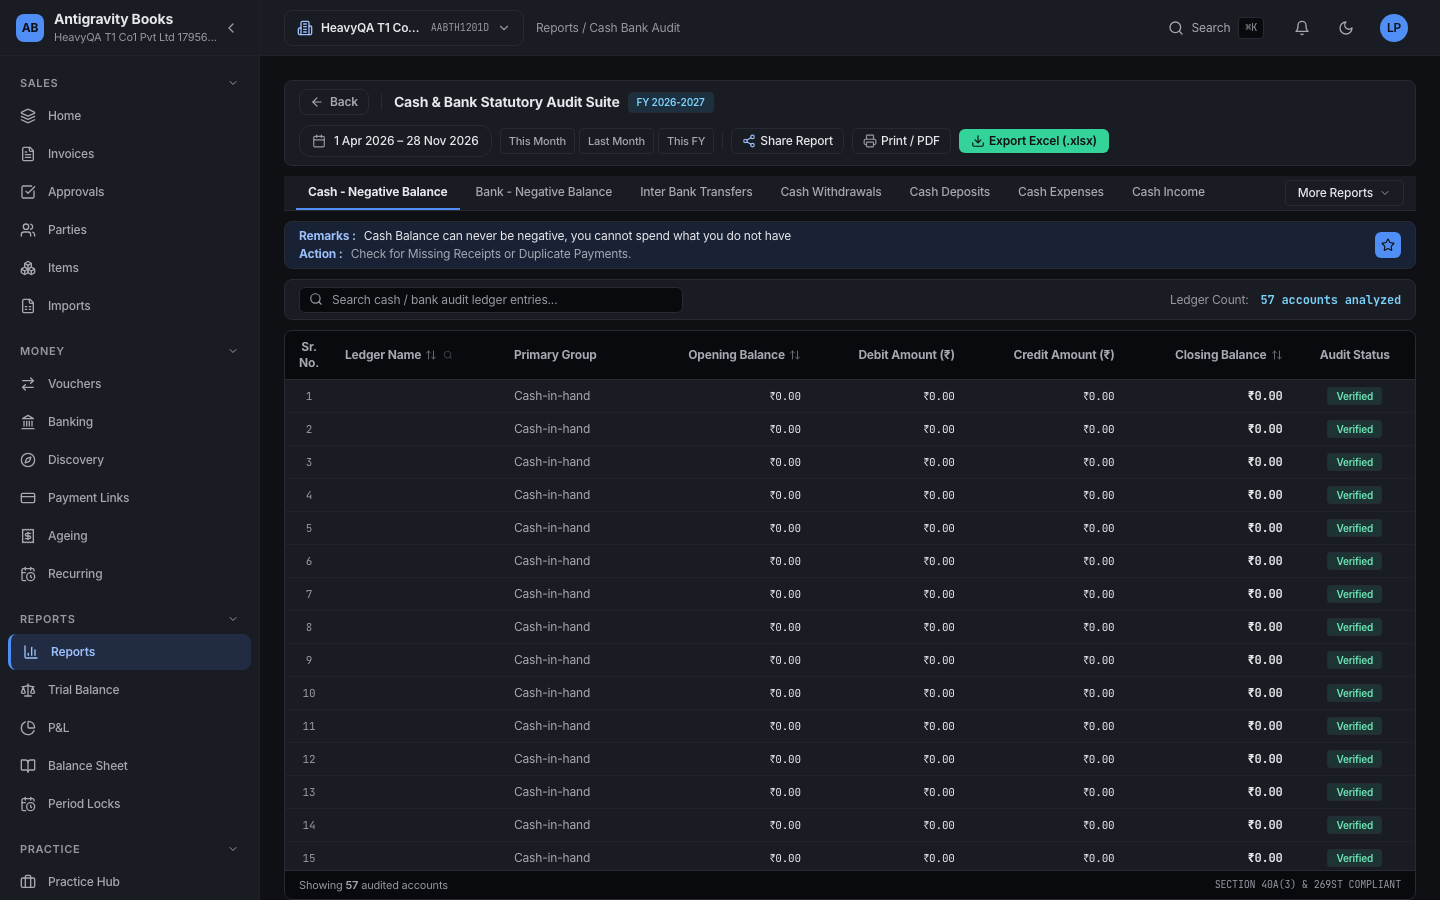 AB
Antigravity Books
HeavyQA T1 Co1 Pvt Ltd 17956...
SALES
Home
Invoices
Approvals
Parties
Items
Imports
MONEY
Vouchers
Banking
Discovery
Payment Links
Ageing
Recurring
REPORTS
Reports
Trial Balance
P&L
Balance Sheet
Period Locks
PRACTICE
Practice Hub
HeavyQA T1 Co... AABTH1201D
Reports / Cash Bank Audit
Search ⌘K
LP
Back
Cash & Bank Statutory Audit Suite
FY 2026-2027
1 Apr 2026 – 28 Nov 2026
This Month
Last Month
This FY
Share Report
Print / PDF
Export Excel (.xlsx)
Cash - Negative Balance
Bank - Negative Balance
Inter Bank Transfers
Cash Withdrawals
Cash Deposits
Cash Expenses
Cash Income
More Reports
Remarks : Cash Balance can never be negative, you cannot spend what you do not have
Action : Check for Missing Receipts or Duplicate Payments.
Search cash / bank audit ledger entries...
Ledger Count: 57 accounts analyzed
Sr. No. Ledger Name Primary Group Opening Balance Debit Amount (₹) Credit Amount (₹) Closing Balance Audit Status
1 Cash-in-hand ₹0.00 ₹0.00 ₹0.00 ₹0.00 Verified
2 Cash-in-hand ₹0.00 ₹0.00 ₹0.00 ₹0.00 Verified
3 Cash-in-hand ₹0.00 ₹0.00 ₹0.00 ₹0.00 Verified
4 Cash-in-hand ₹0.00 ₹0.00 ₹0.00 ₹0.00 Verified
5 Cash-in-hand ₹0.00 ₹0.00 ₹0.00 ₹0.00 Verified
6 Cash-in-hand ₹0.00 ₹0.00 ₹0.00 ₹0.00 Verified
7 Cash-in-hand ₹0.00 ₹0.00 ₹0.00 ₹0.00 Verified
8 Cash-in-hand ₹0.00 ₹0.00 ₹0.00 ₹0.00 Verified
9 Cash-in-hand ₹0.00 ₹0.00 ₹0.00 ₹0.00 Verified
10 Cash-in-hand ₹0.00 ₹0.00 ₹0.00 ₹0.00 Verified
11 Cash-in-hand ₹0.00 ₹0.00 ₹0.00 ₹0.00 Verified
12 Cash-in-hand ₹0.00 ₹0.00 ₹0.00 ₹0.00 Verified
13 Cash-in-hand ₹0.00 ₹0.00 ₹0.00 ₹0.00 Verified
14 Cash-in-hand ₹0.00 ₹0.00 ₹0.00 ₹0.00 Verified
15 Cash-in-hand ₹0.00 ₹0.00 ₹0.00 ₹0.00 Verified
Showing 57 audited accounts
SECTION 40A(3) & 269ST COMPLIANT